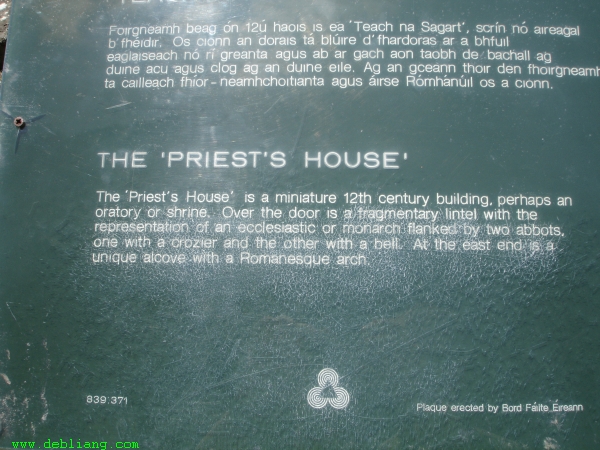 Foirgneamh beag ón 12ú haois is ea 'Teach na Sagart', scrín nó aireagal
b'fhéidir. Os cionn an dorais tá blúire d'fhardoras ar a bhfuil
eaglaiseach nó rí greanta agus ab ar gach aon taobh de bachall ag
duine acu agus clog ag an duine eile. Ag an gceann thoir den fhoirgneamh
ta cailleach fhíor-neamhchoitianta agus áirse Rómhánúil os a cionn.
THE 'PRIEST'S HOUSE'
The 'Priest's House' is a miniature 12th century building, perhaps an
oratory or shrine. Over the door is a fragmentary lintel with the
representation of an ecclesiastic or monarch flanked by two abbots,
one with a crozier and the other with a bell. At the east end is a
unique alcove with a Romanesque arch.
839:371
Plaque erected by Bord Fáilte Éireann
www.debliang.com